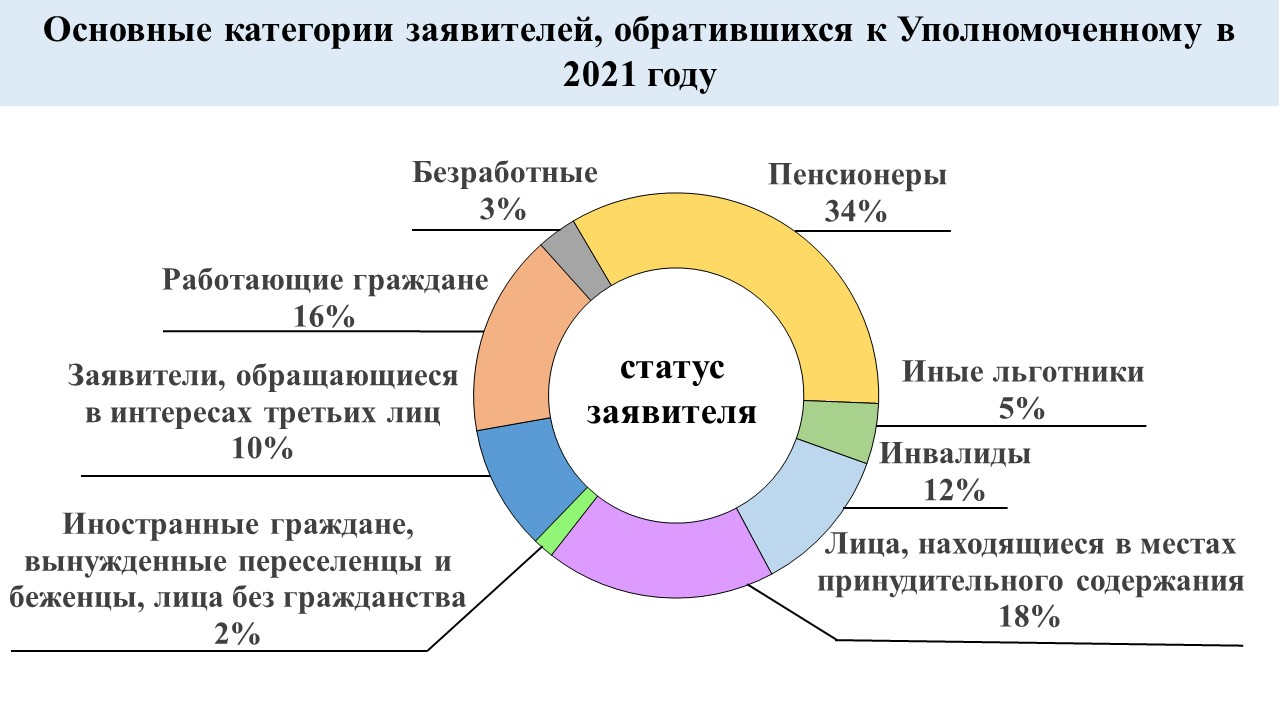 Основные категории заявителей, обратившихся к Уполномоченному в
2021 году
Безработные
3%
Пенсионеры
34%
Работающие граждане
16%
статус
заявителя
Иные льготники
5%
Заявители, обращающиеся
в интересах третьих лиц
10%
Инвалиды
12%
Иностранные граждане,
вынужденные переселенцы и
беженцы, лица без гражданства
2%
Лица, находящиеся в местах
принудительного содержания
18%